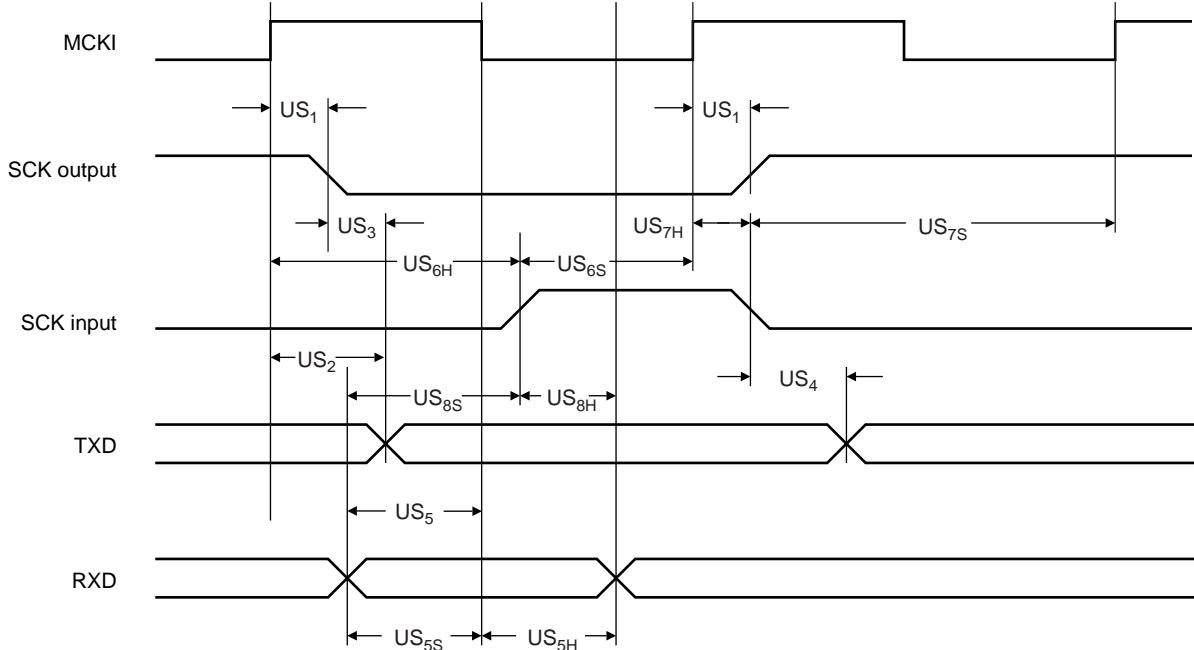 MCKI
US1 US1
SCK output
US3 US7H US7S
US6H US6S
SCK input
US2 US4
US8S US8H
TXD
US5
RXD
US5S US5H